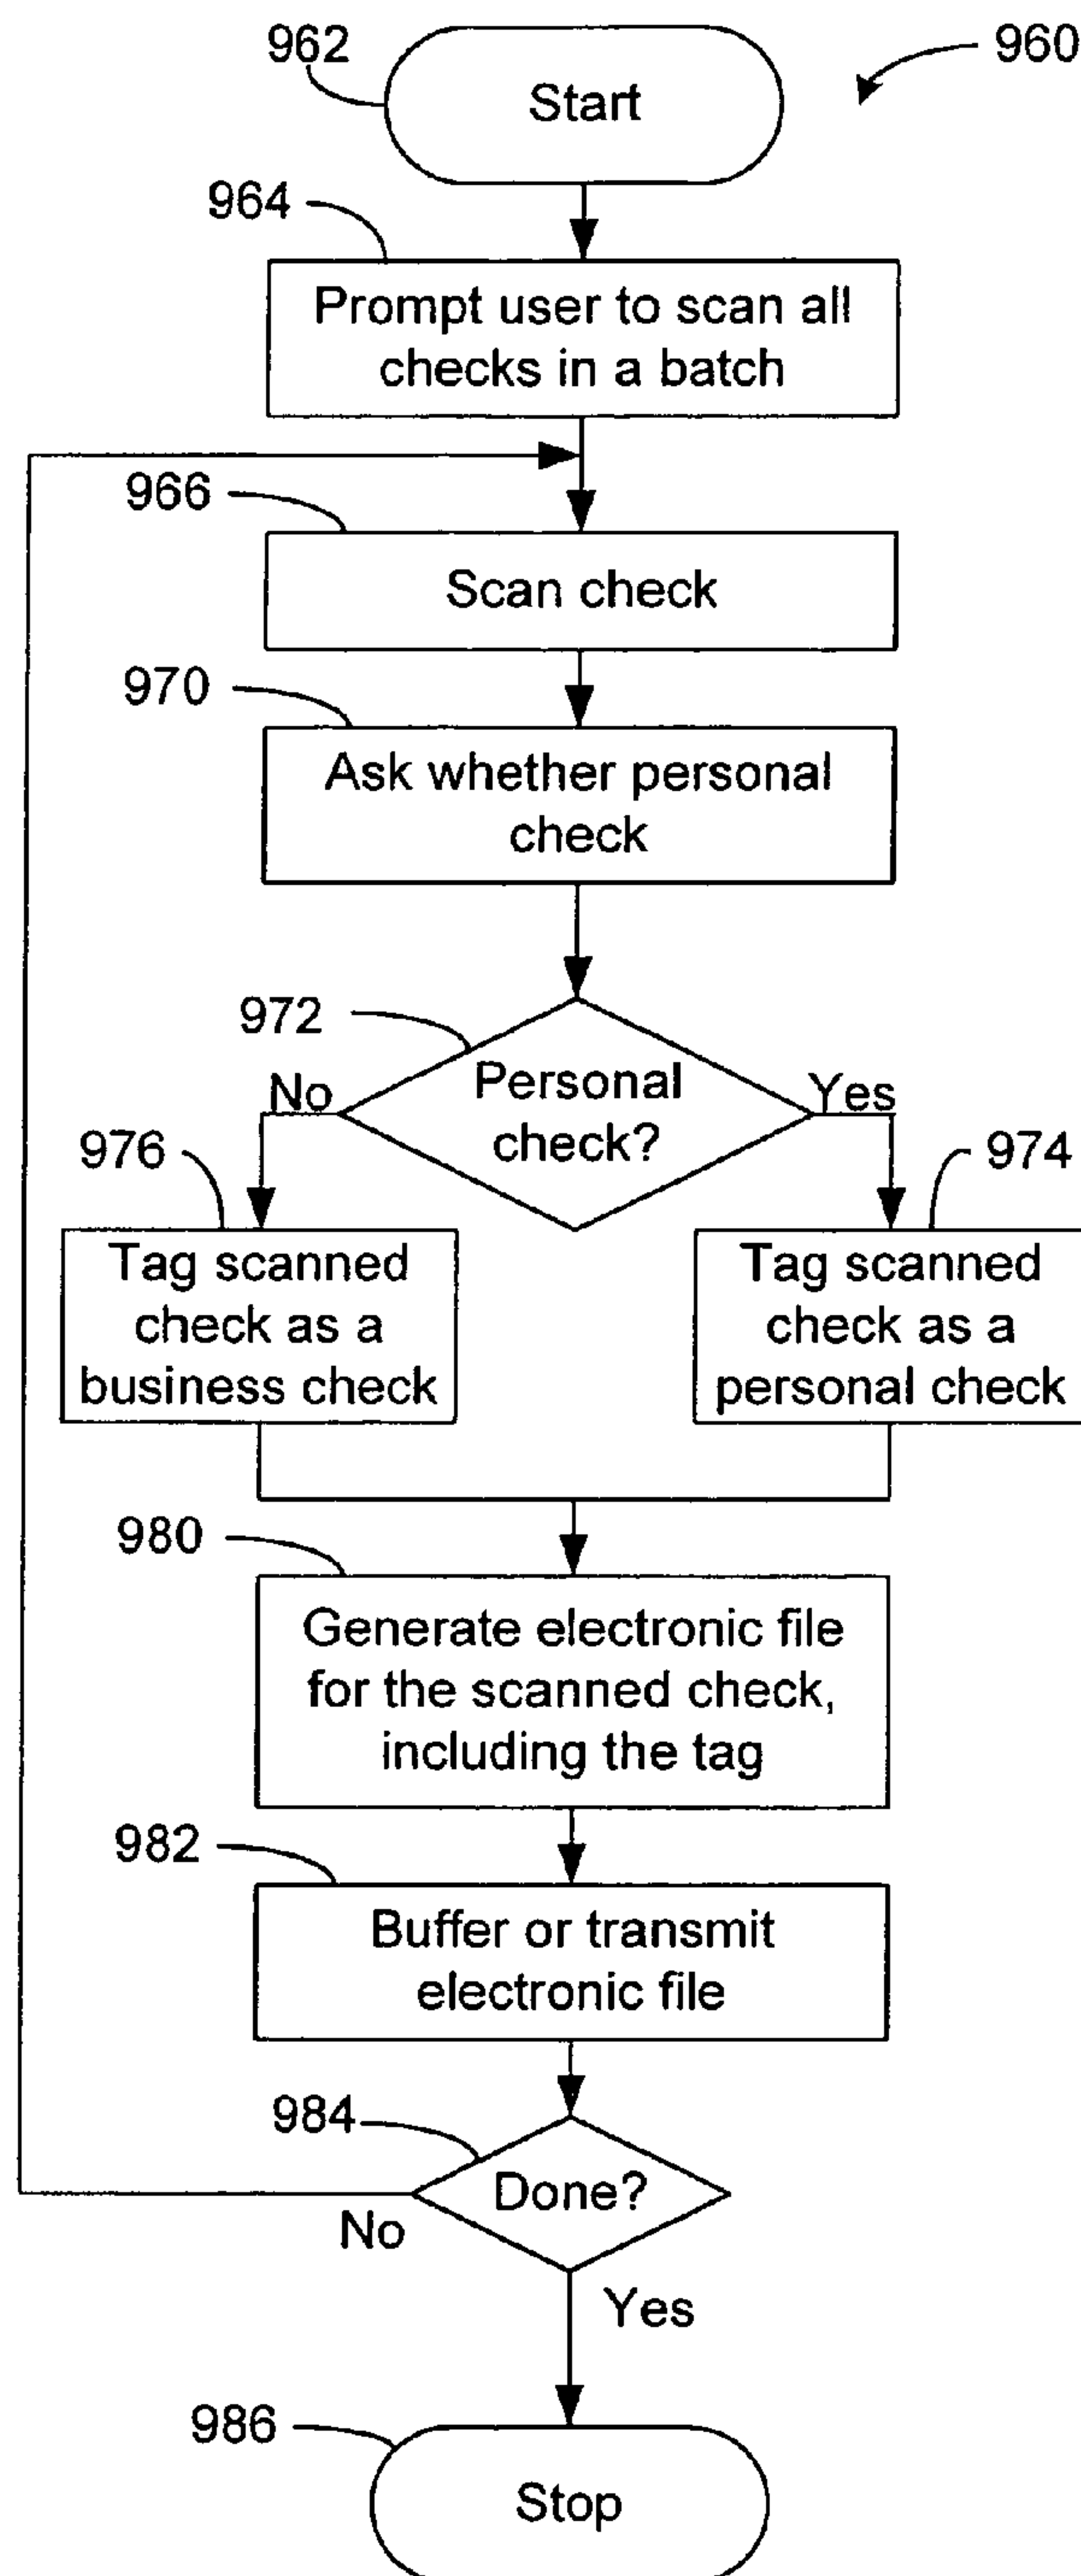 962
960
Start
964
Prompt user to scan all
checks in a batch
966
Scan check
970
Ask whether personal
check
972
No
Personal
check?
Yes
976
974
Tag scanned
check as a
business check
Tag scanned
check as a
personal check
980
Generate electronic file
for the scanned check,
including the tag
982
Buffer or transmit
electronic file
984
Done?
No
Yes
986
Stop